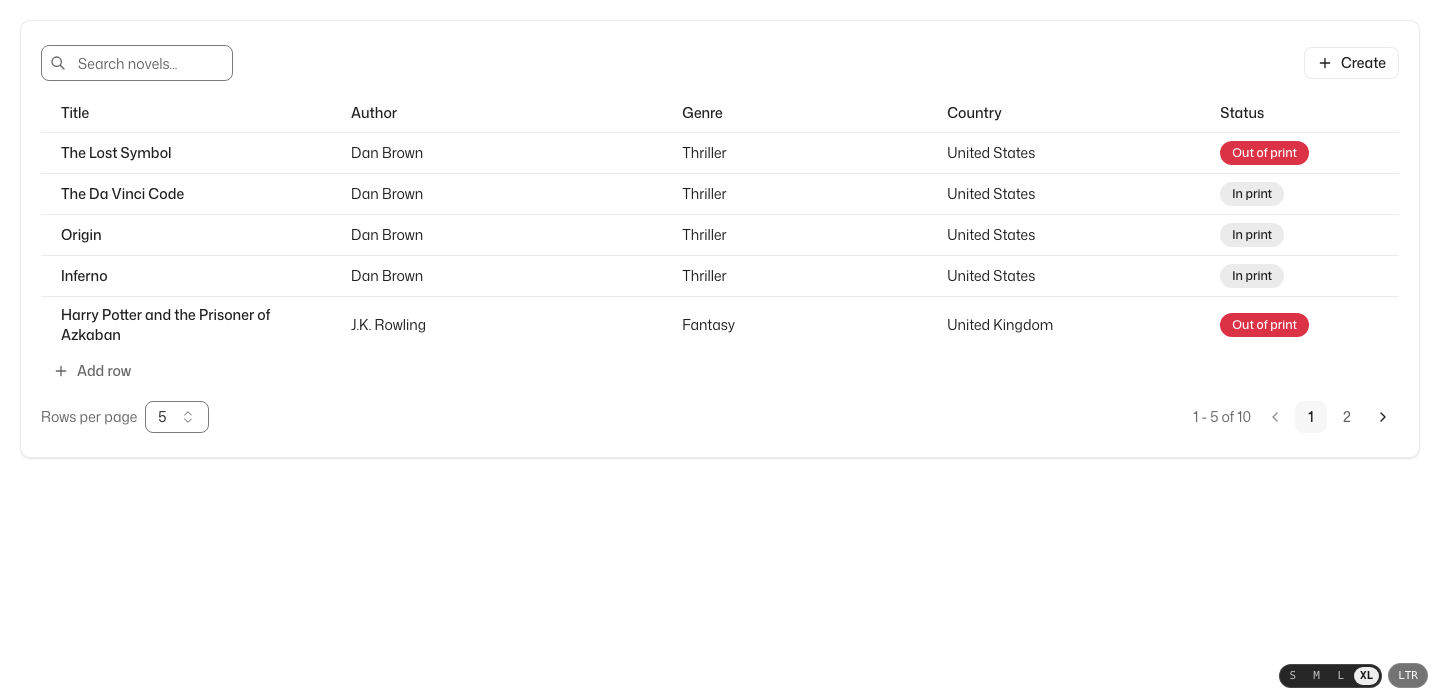 Search novels...
Create
Title Author Genre Country Status
The Lost Symbol Dan Brown Thriller United States Out of print
The Da Vinci Code Dan Brown Thriller United States In print
Origin Dan Brown Thriller United States In print
Inferno Dan Brown Thriller United States In print
Harry Potter and the Prisoner of
Azkaban
J.K. Rowling Fantasy United Kingdom Out of print
Add row
Rows per page 5
1 - 5 of 10 1 2
S M L XL LTR